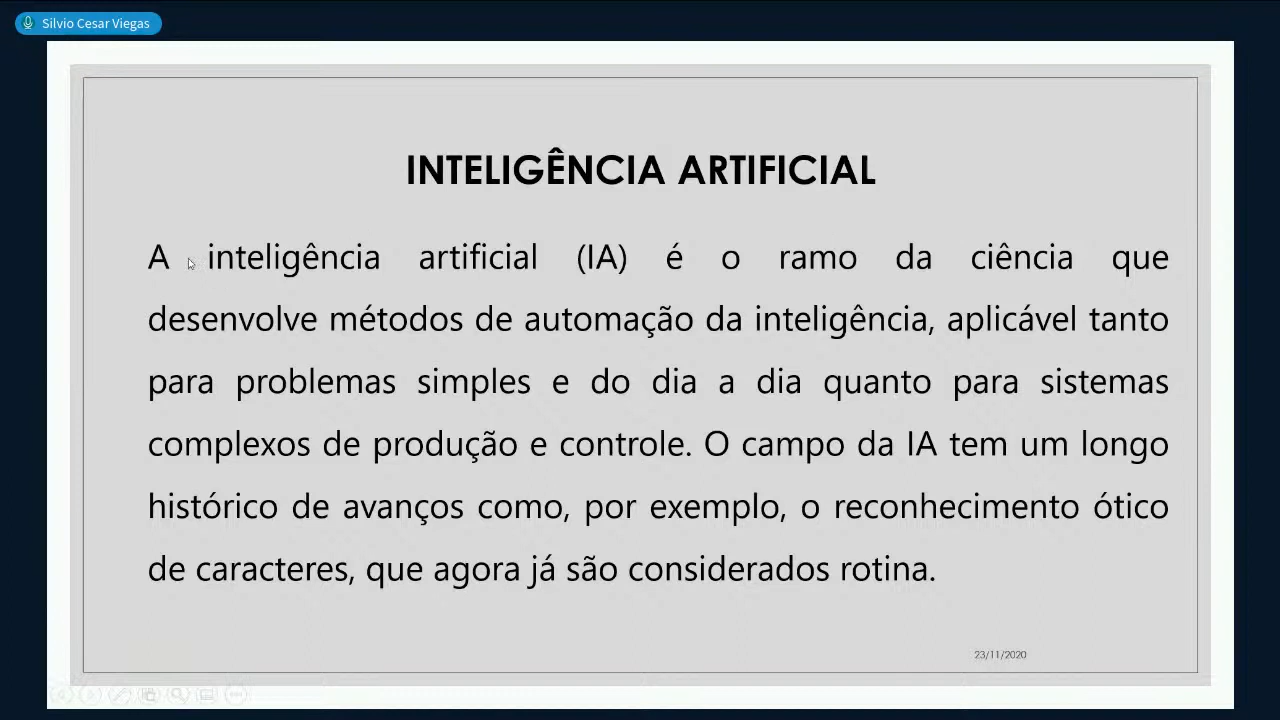 Silvio Cesar Viegas
INTELIGÊNCIA ARTIFICIAL
A inteligência artificial (IA) é o ramo da ciência que
desenvolve métodos de automação da inteligência, aplicável tanto
para problemas simples e do dia a dia quanto para sistemas
complexos de produção e controle. O campo da IA tem um longo
histórico de avanços como, por exemplo, o reconhecimento ótico
de caracteres, que agora já são considerados rotina.
23/11/2020